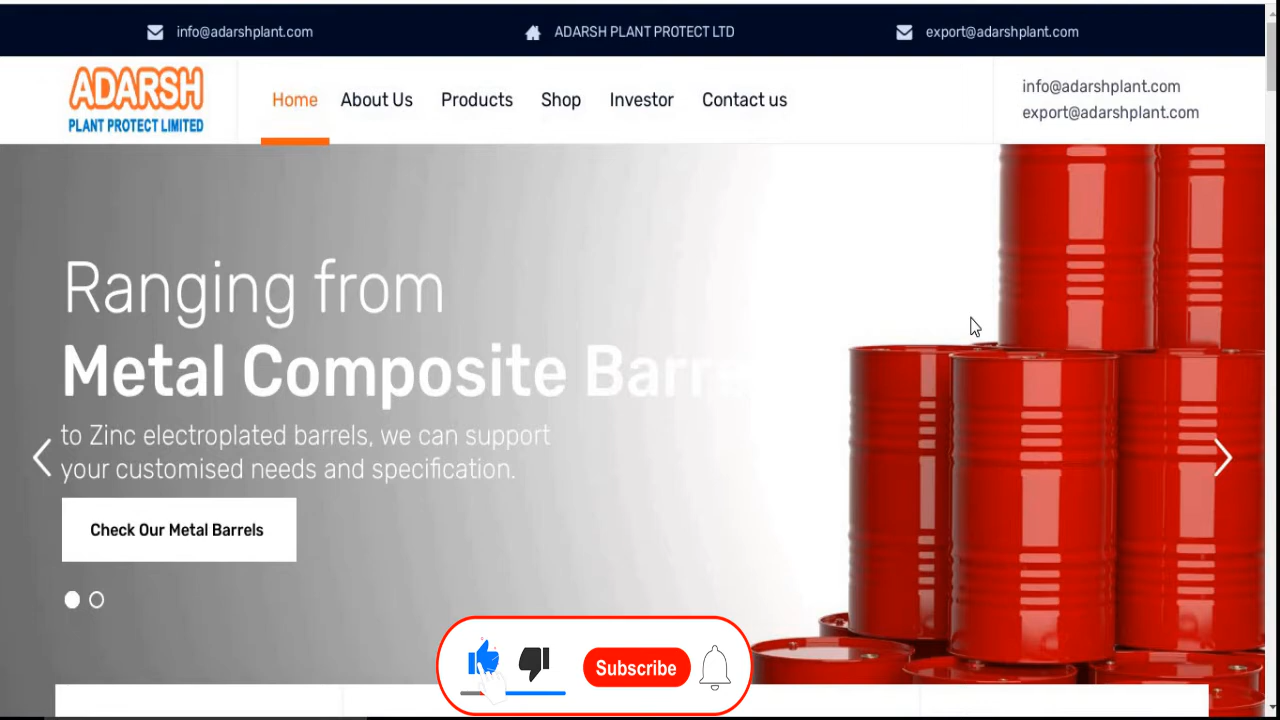 info@adarshplant.com
ADARSH PLANT PROTECT LTD
export@adarshplant.com
ADARSH
PLANT PROTECT LIMITED
Home
About Us
Products
Shop
Investor
Contact us
info@adarshplant.com
export@adarshplant.com
Ranging from
Metal Composite
to Zinc electroplated barrels, we can support
your customised needs and specification.
Check Our Metal Barrels
Subscribe